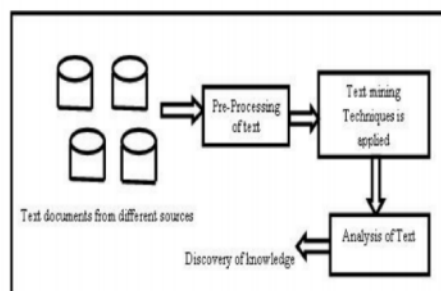 Pre-Processing
of text
Text mining
Techniques is
applied
Text documents from different sources
Analysis of Text
Discovery of knowledge